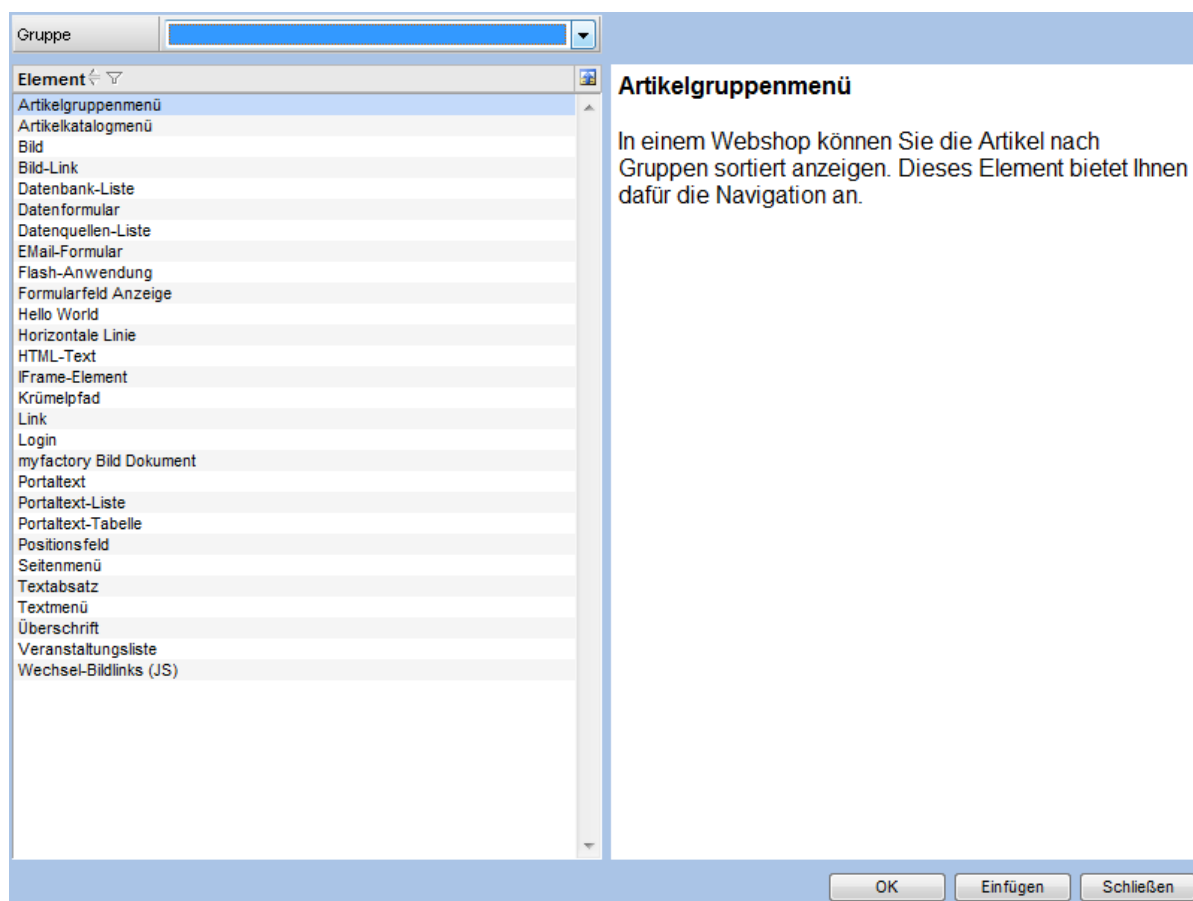 Gruppe
Element
Artikelgruppenmenü
Artikelkatalogmenü
Bild
Bild-Link
Datenbank-Liste
Datenformular
Datenquellen-Liste
EMail-Formular
Flash-Anwendung
Formularfeld Anzeige
Hello World
Horizontale Linie
HTML-Text
IFrame-Element
Krümelpfad
Link
Login
myfactory Bild Dokument
Portaltext
Portaltext-Liste
Portaltext-Tabelle
Positionsfeld
Seitenmenü
Textabsatz
Textmenü
Überschrift
Veranstaltungsliste
Wechsel-Bildlinks (JS)
Artikelgruppenmenü
In einem Webshop können Sie die Artikel nach
Gruppen sortiert anzeigen. Dieses Element bietet Ihnen
dafür die Navigation an.
OK
Einfügen
Schließen